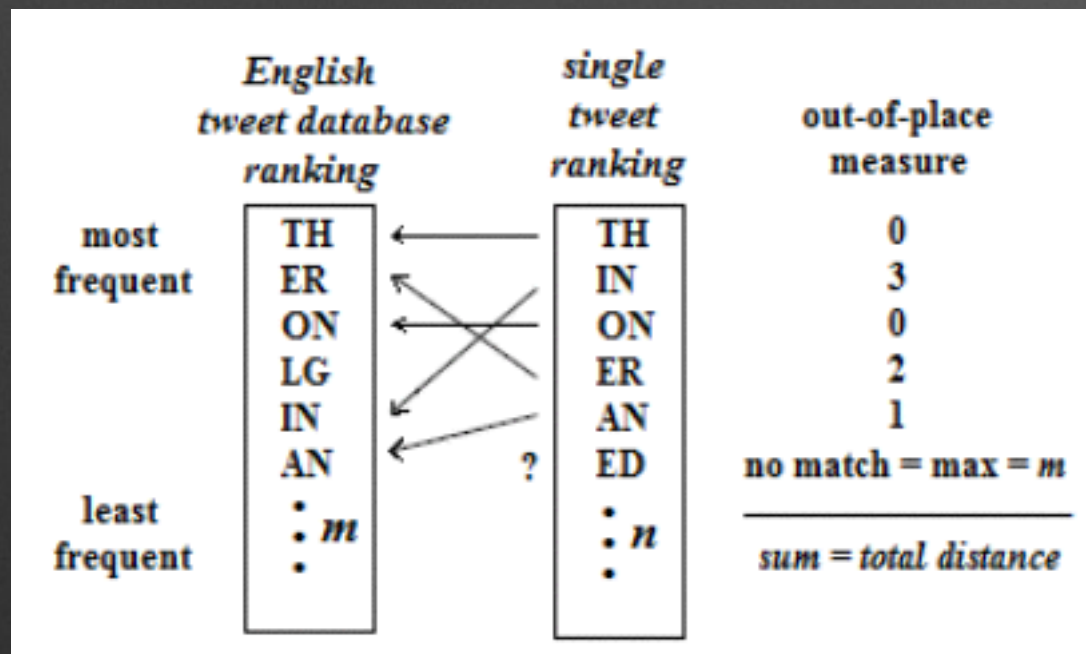 English
tweet database
ranking
single
tweet
ranking
out-of-place
measure
most
frequent
TH
ER
ON
LG
IN
AN
m
least
frequent
TH
IN
ON
ER
AN
ED
?
n
0
3
0
2
1
no match = max = m
sum = total distance